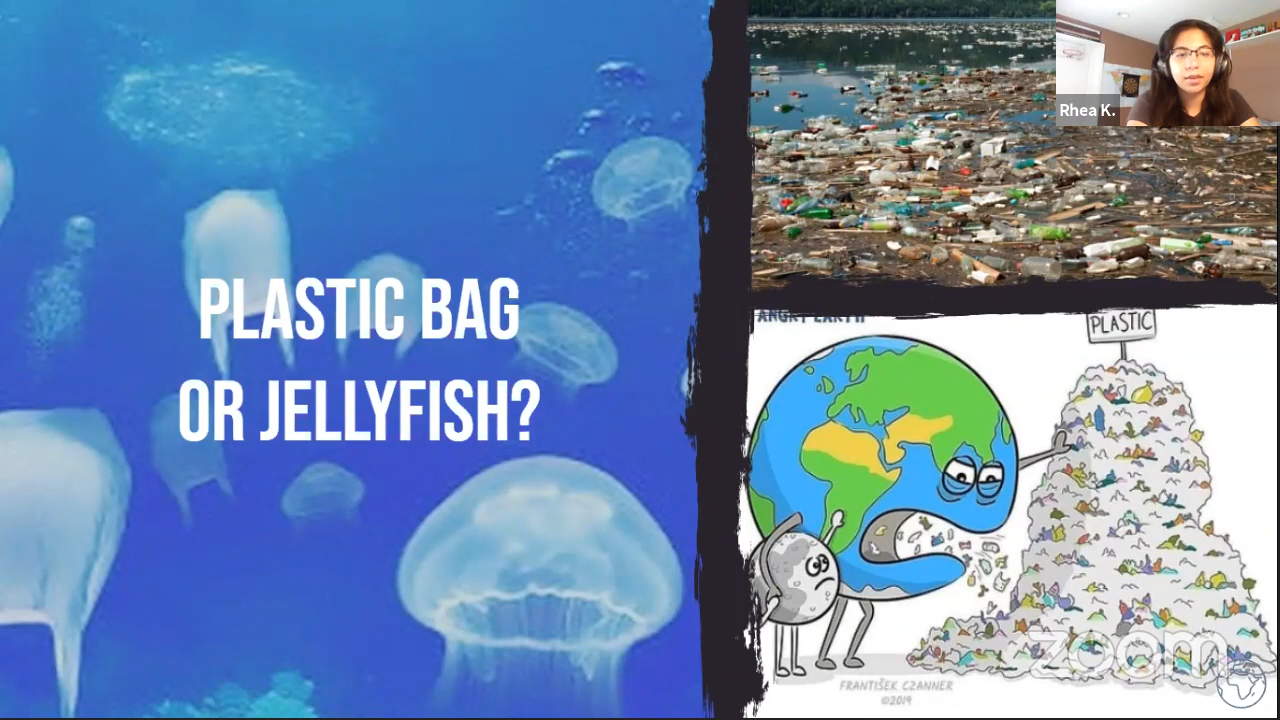 PLASTIC BAG
OR JELLYFISH?
Rhea K.
ANGRY EARTH
PLASTIC
zoom
FRANTIŠEK CZANNER
©2019